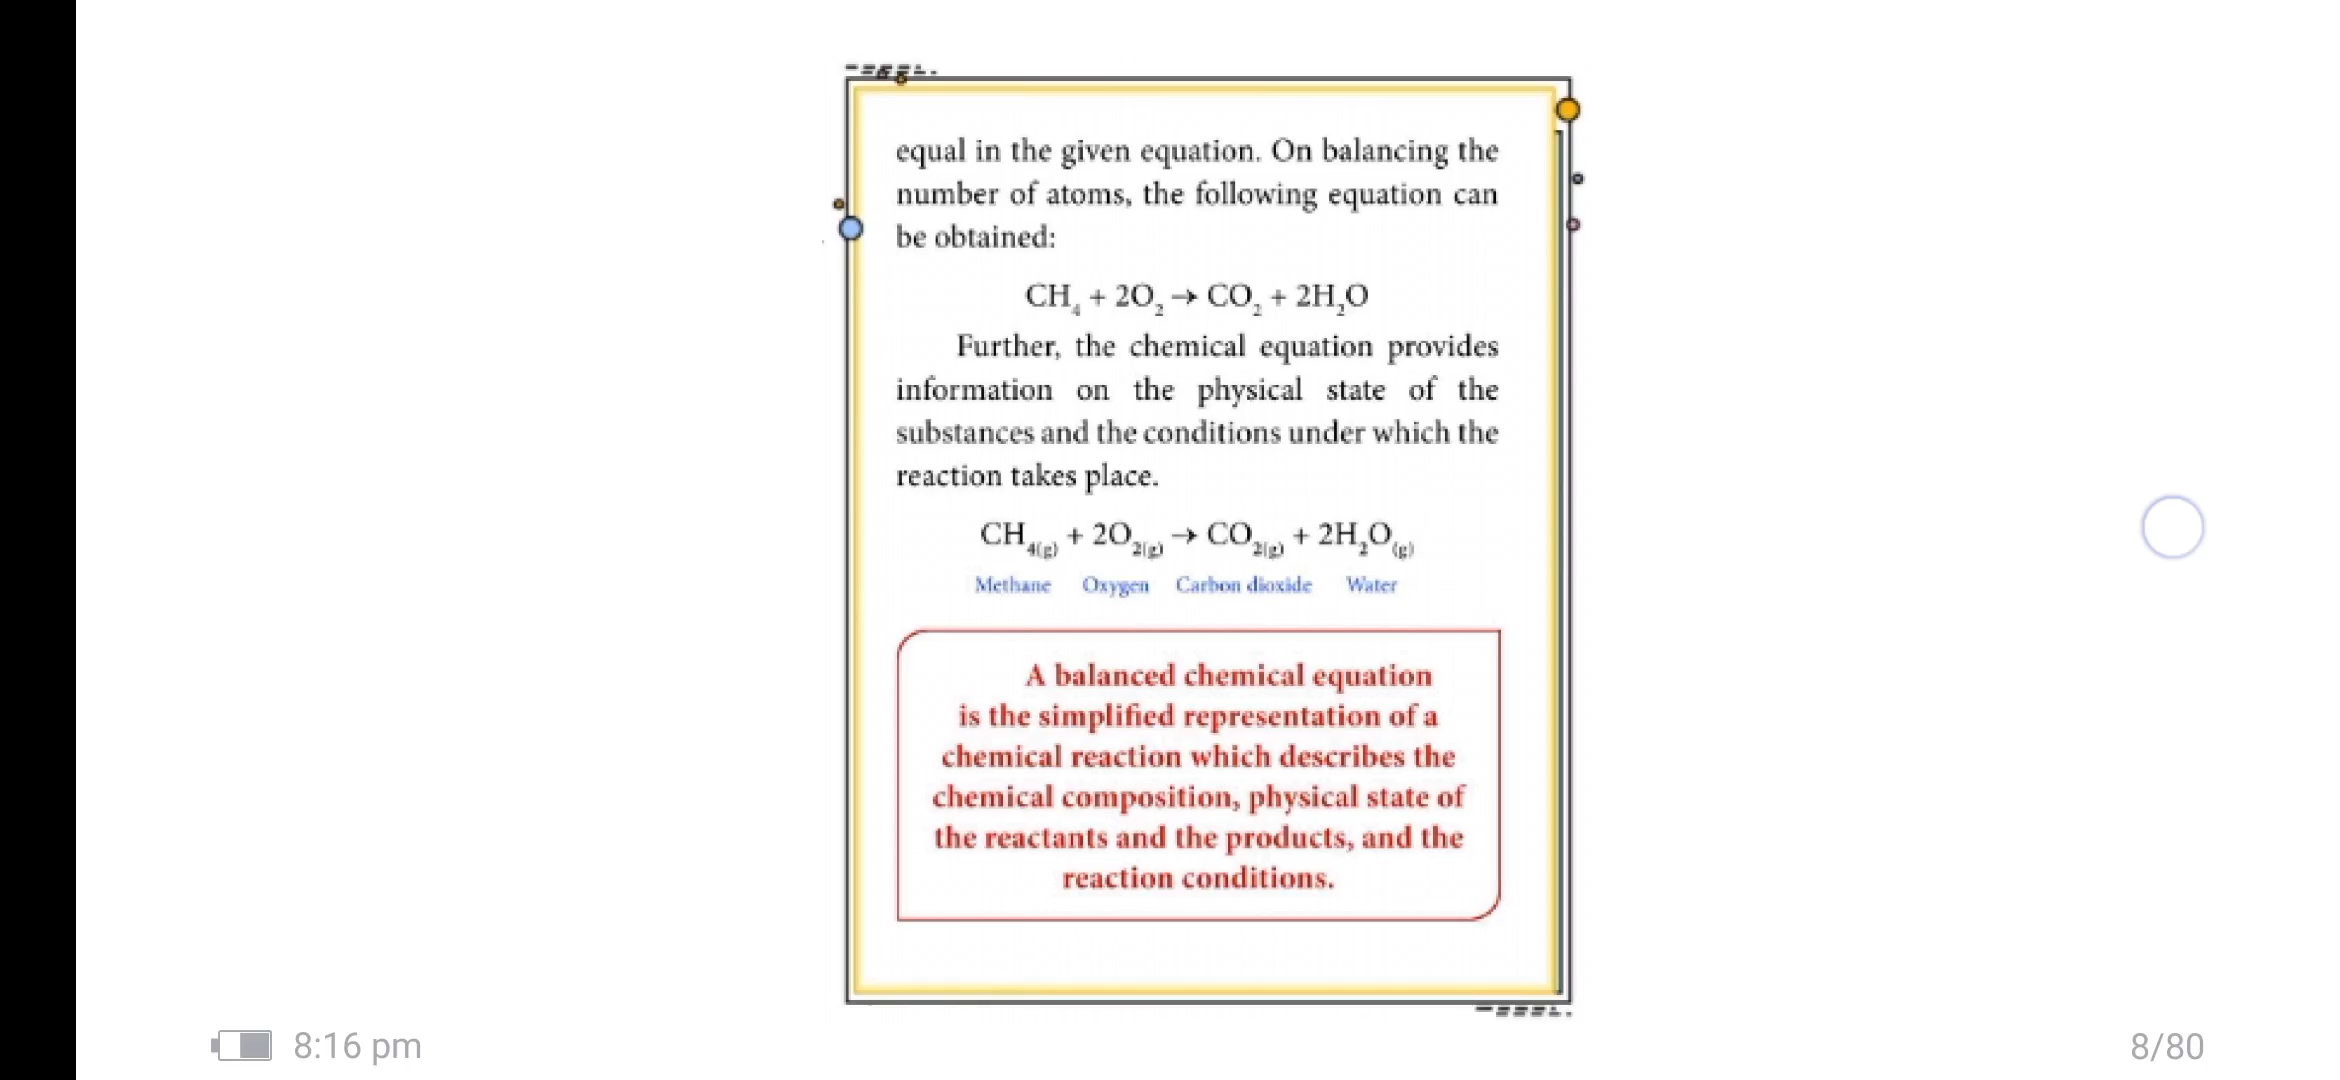 equal in the given equation. On balancing the
number of atoms, the following equation can
be obtained:
CH₄ + 2O₂ → CO₂ + 2H₂O
Further, the chemical equation provides
information on the physical state of the
substances and the conditions under which the
reaction takes place.
CH₄₍g₎ + 2O₂₍g₎ → CO₂₍g₎ + 2H₂O₍g₎
Methane Oxygen Carbon dioxide Water
A balanced chemical equation
is the simplified representation of a
chemical reaction which describes the
chemical composition, physical state of
the reactants and the products, and the
reaction conditions.
8:16 pm
8/80